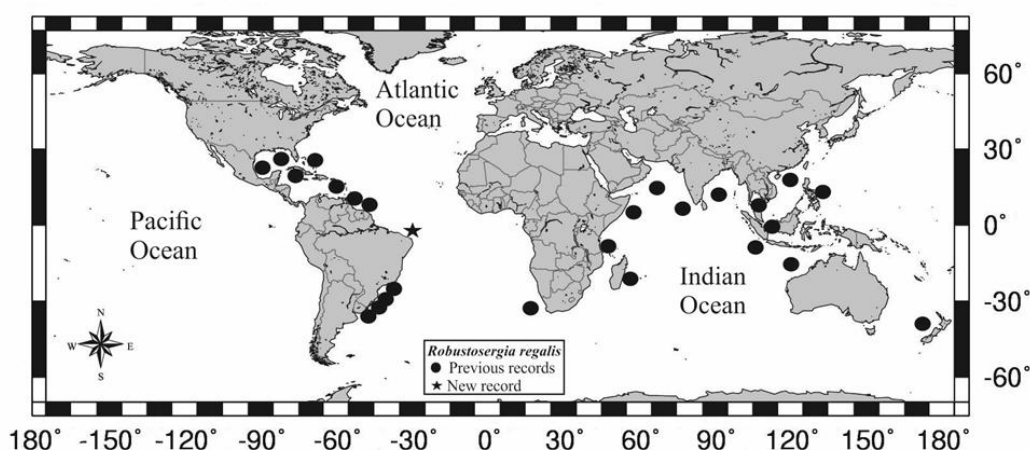 Atlantic
Ocean
60°
30°
Pacific
Ocean
0°
Indian
Ocean
-30°
N
W E
S
Robustosergia regalis
Previous records
New record
-60°
180° -150° -120° -90° -60° -30° 0° 30° 60° 90° 120° 150° 180°